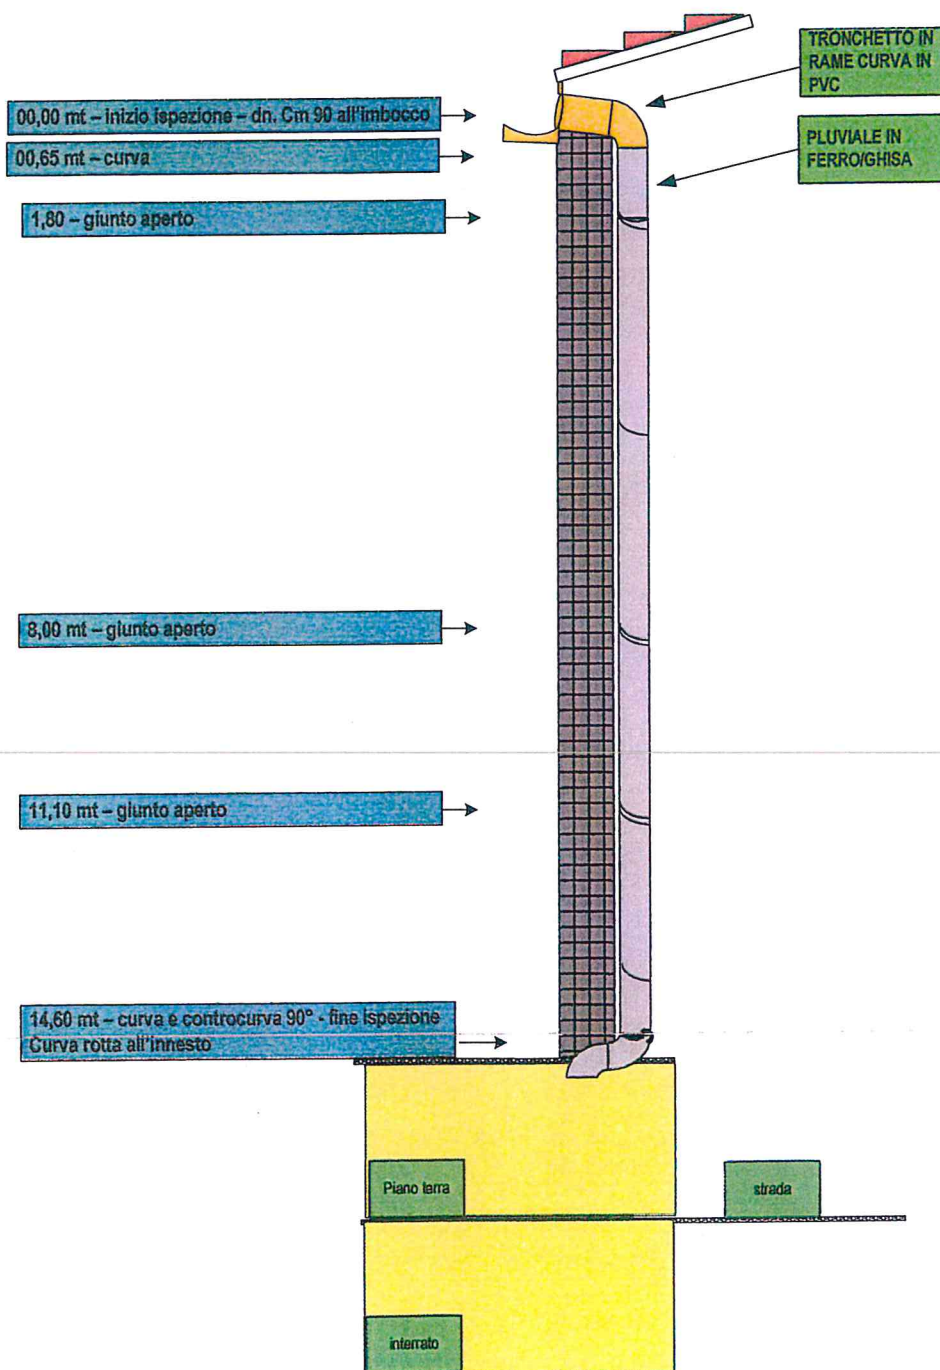 TRONCHETTO IN
RAME CURVA IN
PVC
00,00 mt – inizio ispezione – dn. Cm 90 all'imbocco
00,65 mt – curva
PLUVIALE IN
FERRO/GHISA
1,80 – giunto aperto
8,00 mt – giunto aperto
11,10 mt – giunto aperto
14,60 mt – curva e controcurva 90° - fine ispezione
Curva rotta all'innesto
Piano terra
strada
interrato